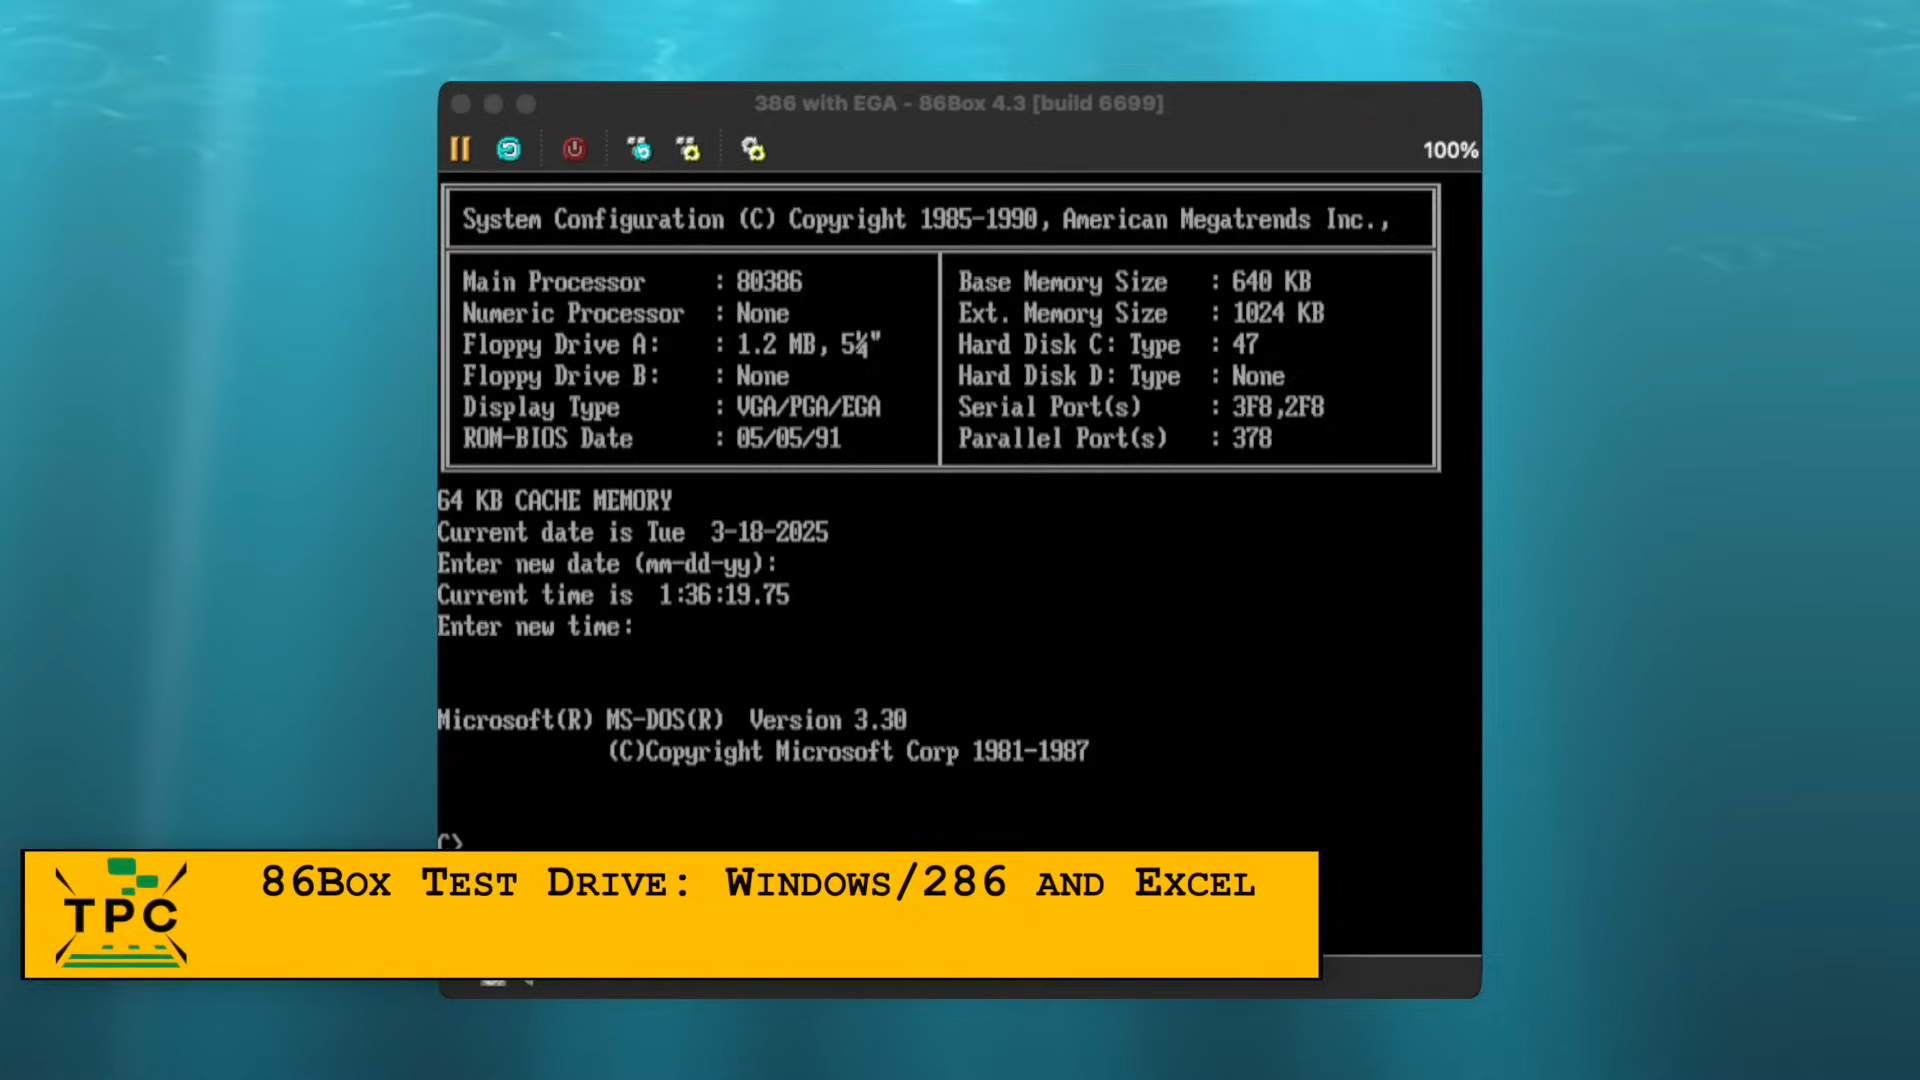 386 with EGA - 86Box 4.3 [build 6699]
100%
System Configuration (C) Copyright 1985-1990, American Megatrends Inc.,
Main Processor : 80386
Numeric Processor : None
Floppy Drive A: : 1.2 MB, 5¼"
Floppy Drive B: : None
Display Type : VGA/PGA/EGA
ROM-BIOS Date : 05/05/91
Base Memory Size : 640 KB
Ext. Memory Size : 1024 KB
Hard Disk C: Type : 47
Hard Disk D: Type : None
Serial Port(s) : 3F8,2F8
Parallel Port(s) : 378
64 KB CACHE MEMORY
Current date is Tue 3-18-2025
Enter new date (mm-dd-yy):
Current time is 1:36:19.75
Enter new time:
Microsoft(R) MS-DOS(R) Version 3.30
(C)Copyright Microsoft Corp 1981-1987
C>
TPC
86Box Test Drive: Windows/286 and Excel